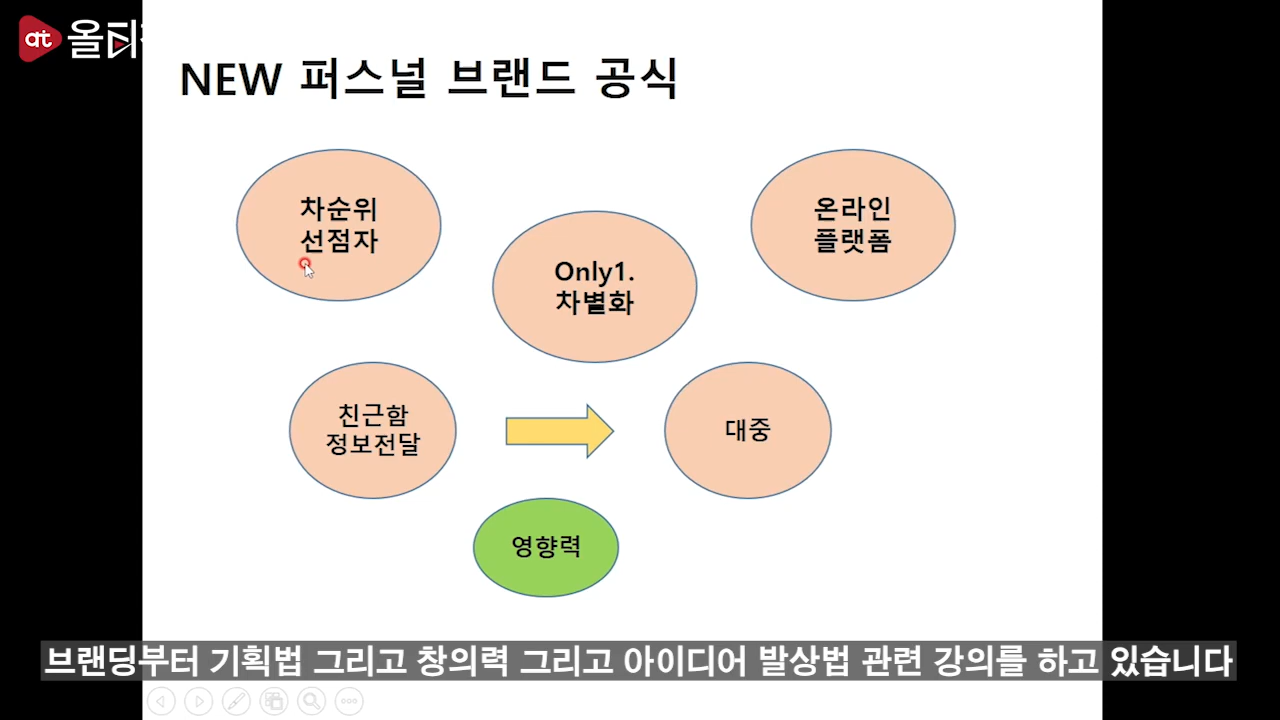 at
NEW 퍼스널 브랜드 공식
차순위
선점자
Only1.
차별화
온라인
플랫폼
친근함
정보전달
대중
영향력
브랜딩부터 기획법 그리고 창의력 그리고 아이디어 발상법 관련 강의를 하고 있습니다